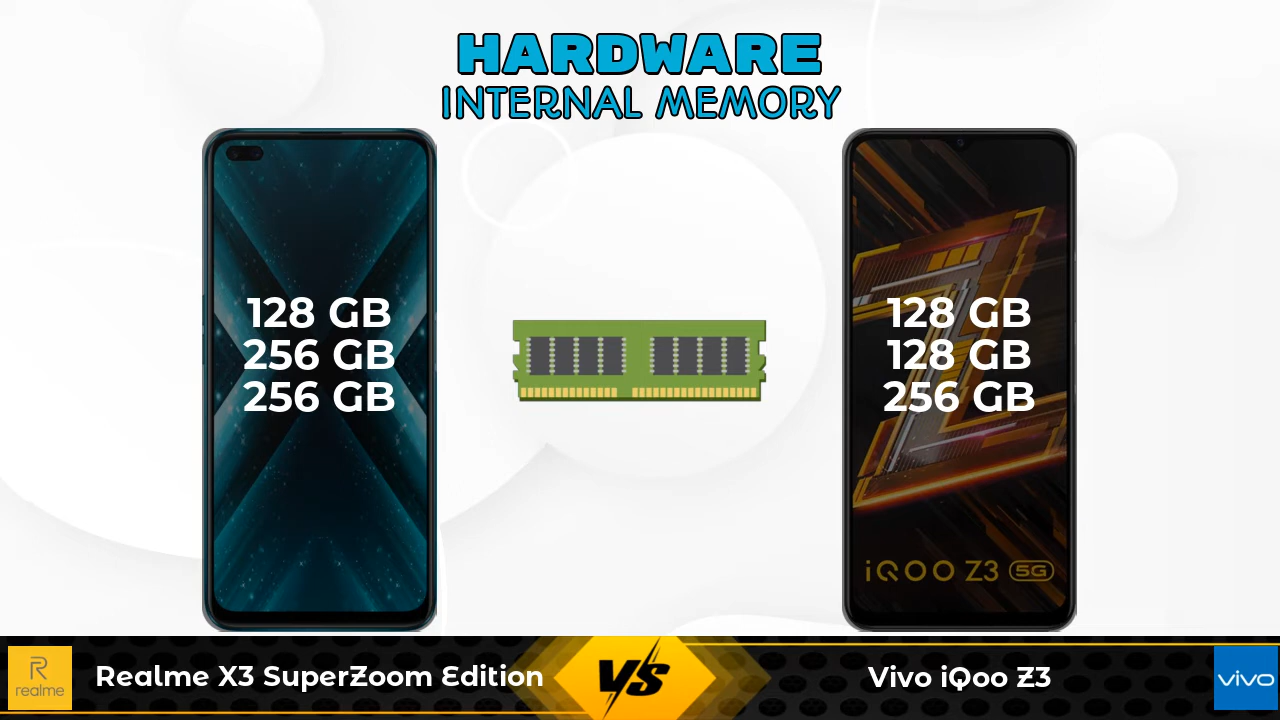 HARDWARE
INTERNAL MEMORY
128 GB
256 GB
256 GB
128 GB
128 GB
256 GB
iQOO Z3 5G
R
realme
Realme X3 SuperZoom Edition
VS
Vivo iQoo Z3
vivo